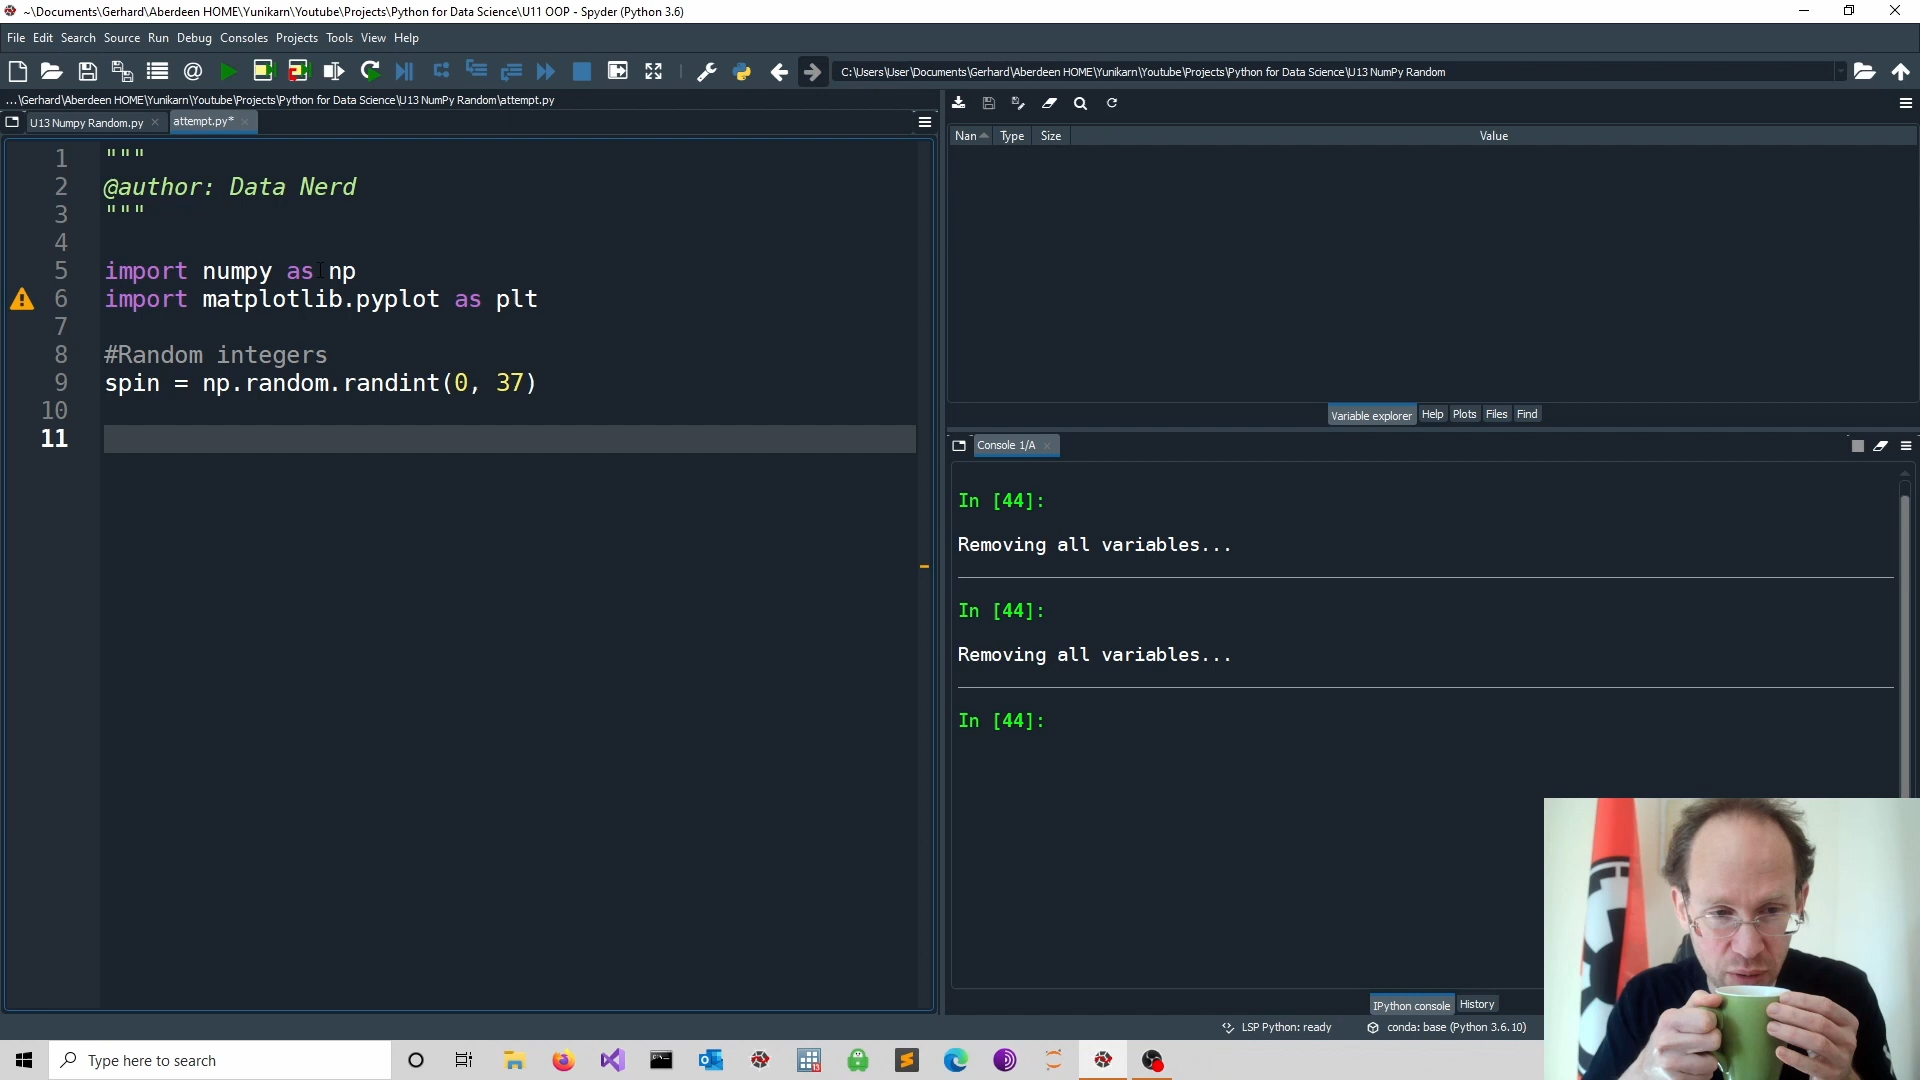 ~\Documents\Gerhard\Aberdeen HOME\Yunikarn\Youtube\Projects\Python for Data Science\U11 OOP - Spyder (Python 3.6)
File Edit Search Source Run Debug Consoles Projects Tools View Help
C:\Users\User\Documents\Gerhard\Aberdeen HOME\Yunikarn\Youtube\Projects\Python for Data Science\U13 NumPy Random
...\Gerhard\Aberdeen HOME\Yunikarn\Youtube\Projects\Python for Data Science\U13 NumPy Random\attempt.py
U13 Numpy Random.py
attempt.py*
1 """
2 @author: Data Nerd
3 """
4
5 import numpy as np
6 import matplotlib.pyplot as plt
7
8 #Random integers
9 spin = np.random.randint(0, 37)
10
11
Nan Type Size Value
Variable explorer Help Plots Files Find
Console 1/A
In [44]:
Removing all variables...
In [44]:
Removing all variables...
In [44]:
IPython console History
LSP Python: ready conda: base (Python 3.6.10)
Type here to search